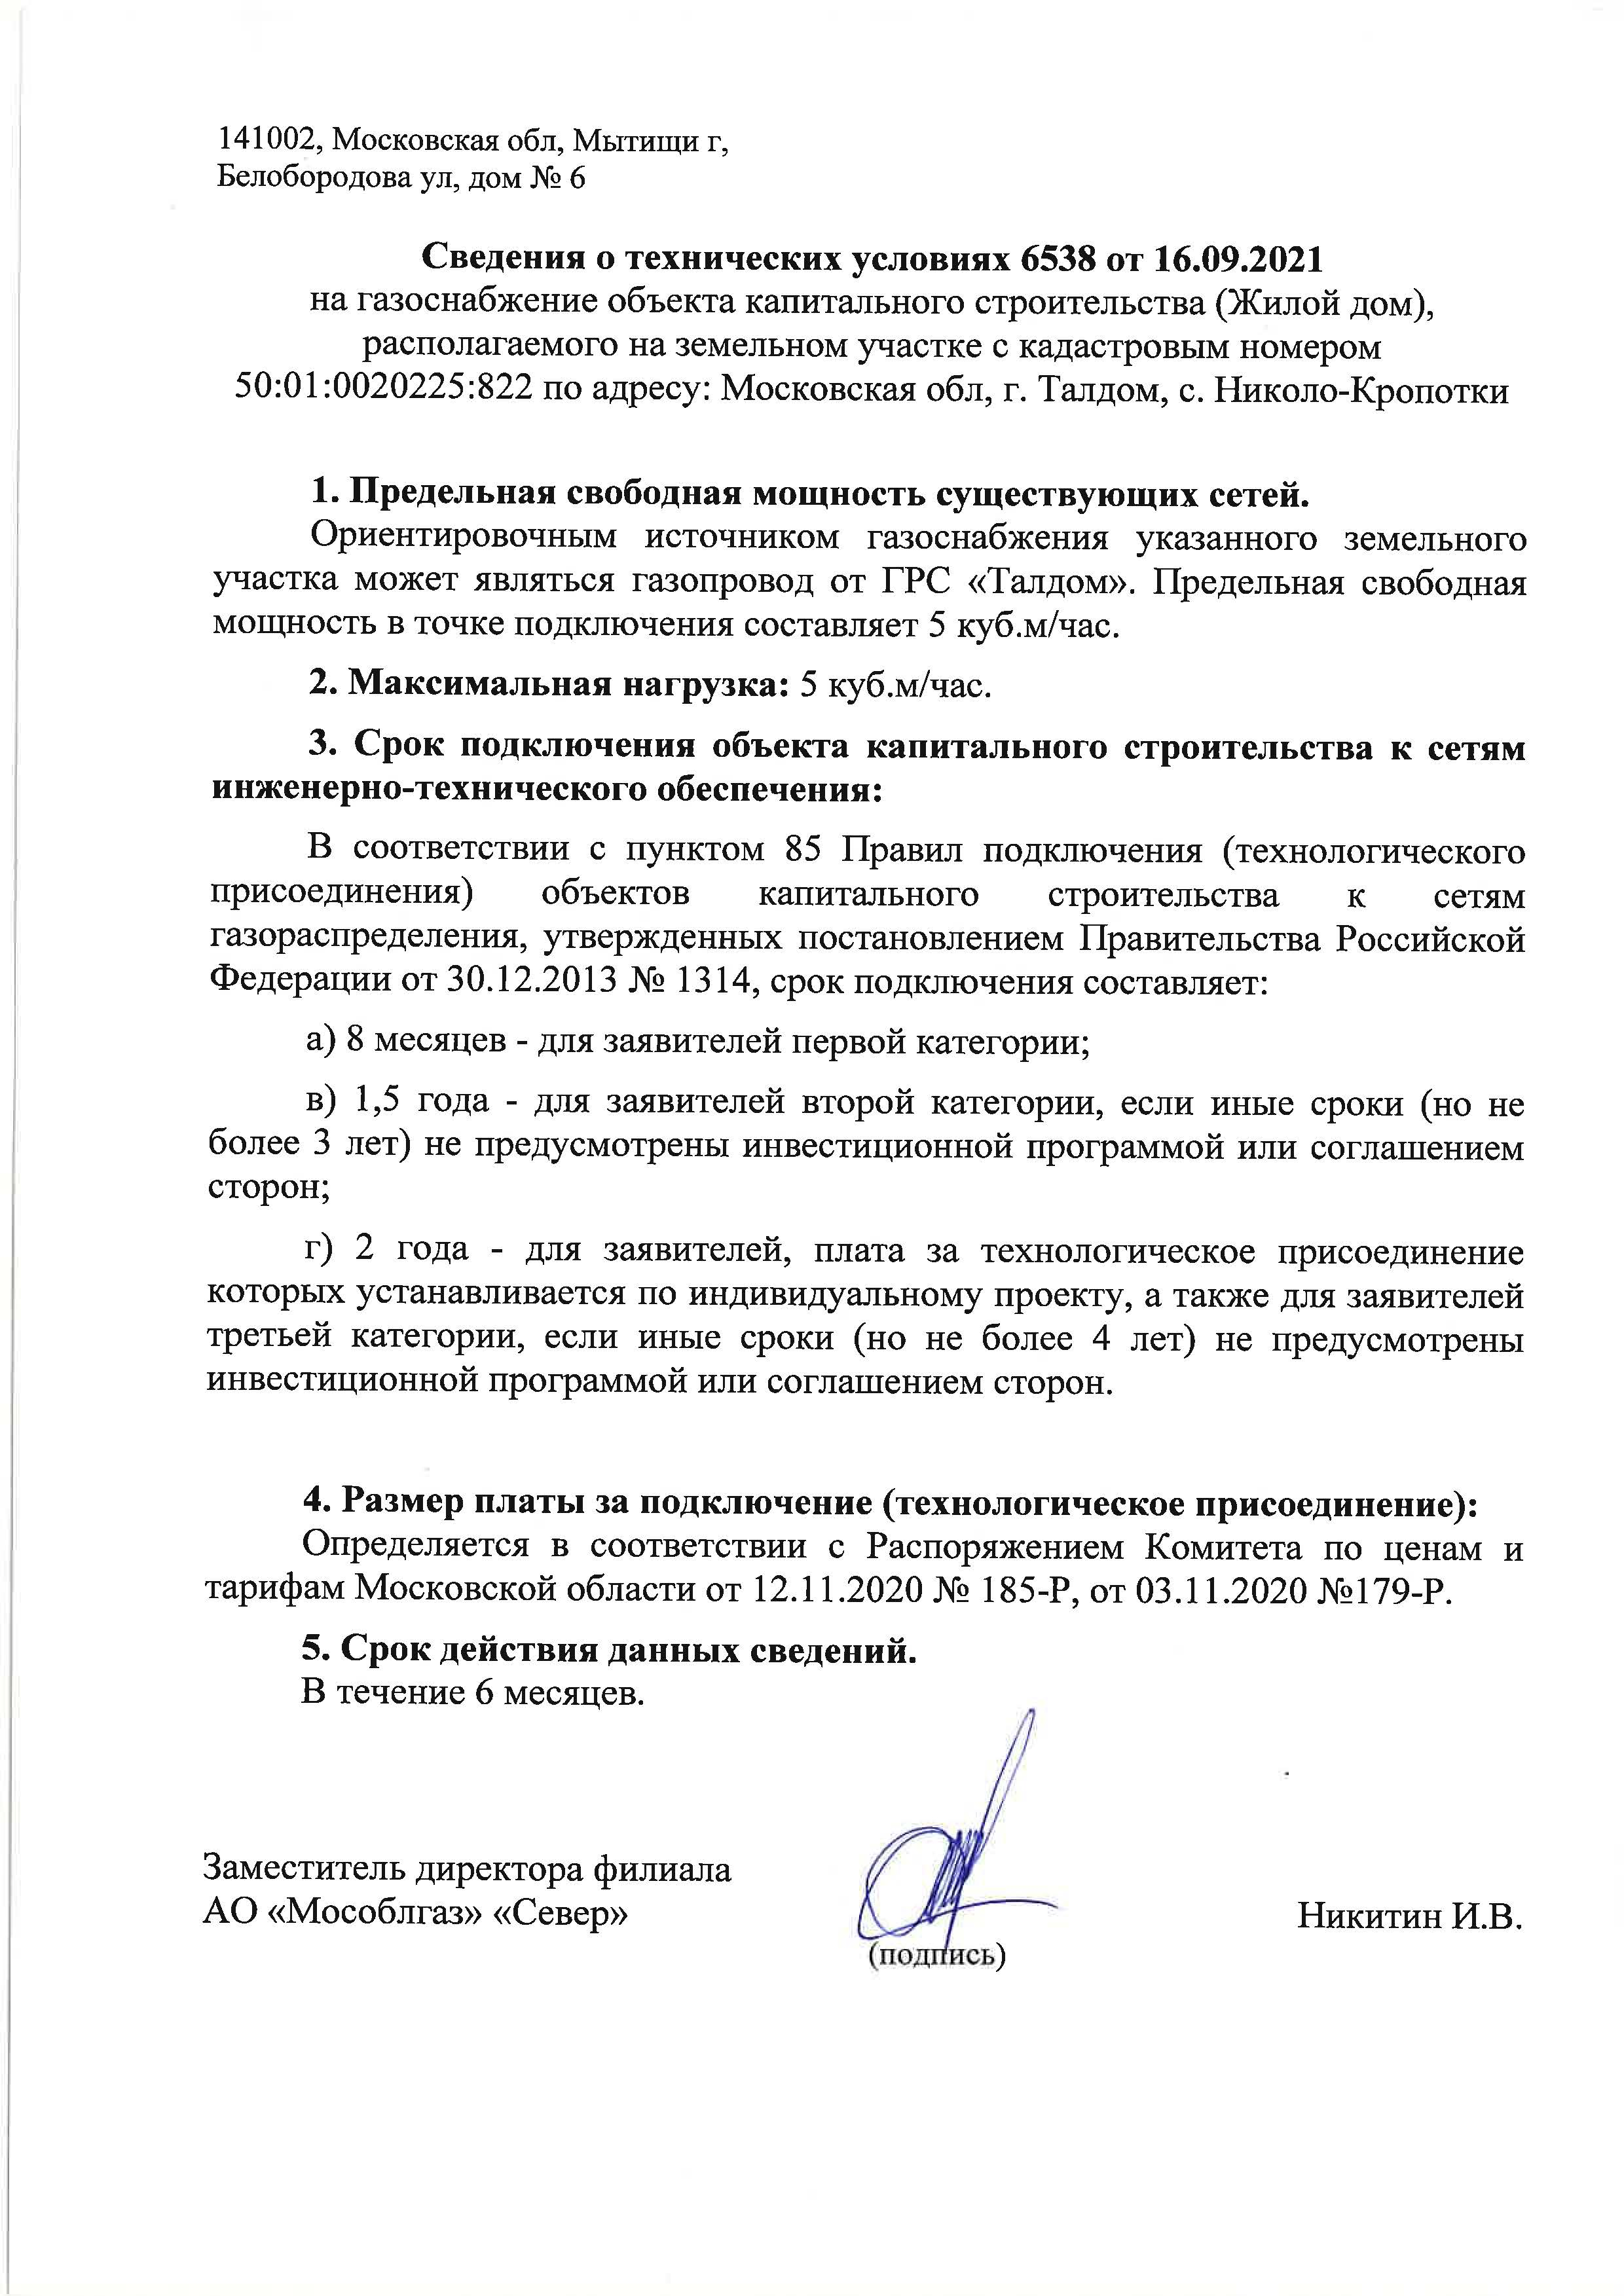 141002, Московская обл, Мытищи г,
Белобородова ул, дом № 6
Сведения о технических условиях 6538 от 16.09.2021
на газоснабжение объекта капитального строительства (Жилой дом),
располагаемого на земельном участке с кадастровым номером
50:01:0020225:822 по адресу: Московская обл, г. Талдом, с. Николо-Кропотки
1. Предельная свободная мощность существующих сетей.
Ориентировочным источником газоснабжения указанного земельного
участка может являться газопровод от ГРС «Талдом». Предельная свободная
мощность в точке подключения составляет 5 куб.м/час.
2. Максимальная нагрузка: 5 куб.м/час.
3. Срок подключения объекта капитального строительства к сетям
инженерно-технического обеспечения:
В соответствии с пунктом 85 Правил подключения (технологического
присоединения) объектов капитального строительства к сетям
газораспределения, утвержденных постановлением Правительства Российской
Федерации от 30.12.2013 № 1314, срок подключения составляет:
а) 8 месяцев - для заявителей первой категории;
в) 1,5 года - для заявителей второй категории, если иные сроки (но не
более 3 лет) не предусмотрены инвестиционной программой или соглашением
сторон;
г) 2 года - для заявителей, плата за технологическое присоединение
которых устанавливается по индивидуальному проекту, а также для заявителей
третьей категории, если иные сроки (но не более 4 лет) не предусмотрены
инвестиционной программой или соглашением сторон.
4. Размер платы за подключение (технологическое присоединение):
Определяется в соответствии с Распоряжением Комитета по ценам и
тарифам Московской области от 12.11.2020 № 185-Р, от 03.11.2020 №179-Р.
5. Срок действия данных сведений.
В течение 6 месяцев.
Заместитель директора филиала
АО «Мособлгаз» «Север»
Никитин И.В.
(подпись)